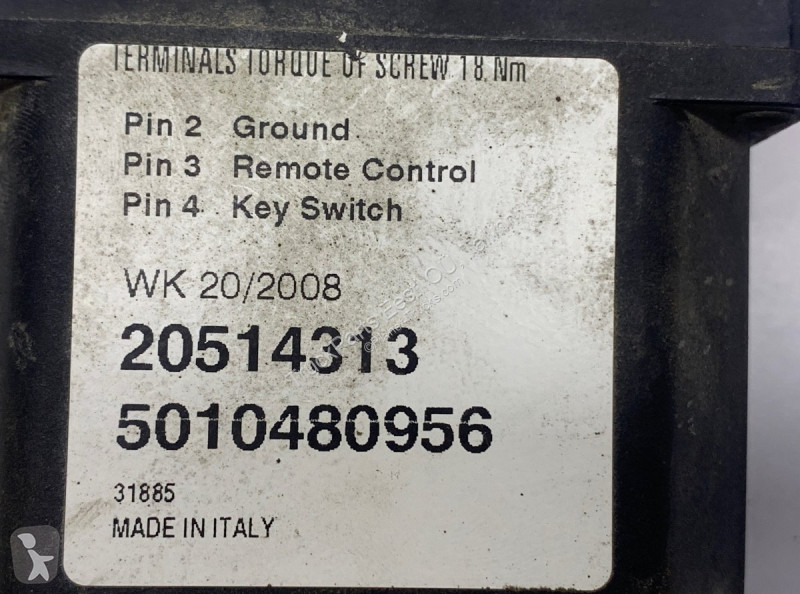 TERMINALS TORQUE OF SCREW 18 Nm
Pin 2 Ground
Pin 3 Remote Control
Pin 4 Key Switch
WK 20/2008
20514313
5010480956
31885
MADE IN ITALY